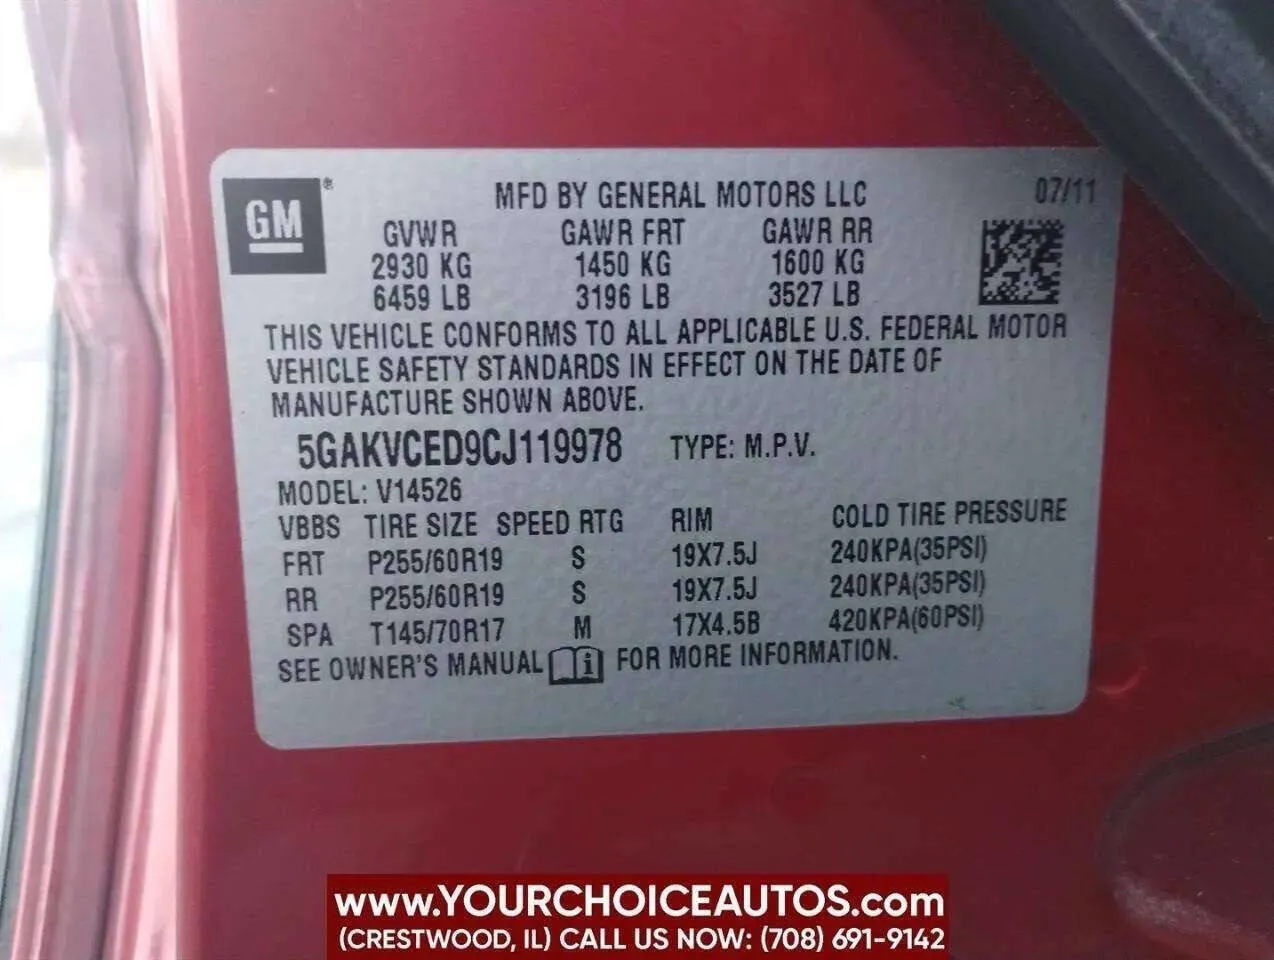 GM® MFD BY GENERAL MOTORS LLC 07/11
GVWR GAWR FRT GAWR RR
2930 KG 1450 KG 1600 KG
6459 LB 3196 LB 3527 LB
THIS VEHICLE CONFORMS TO ALL APPLICABLE U.S. FEDERAL MOTOR
VEHICLE SAFETY STANDARDS IN EFFECT ON THE DATE OF
MANUFACTURE SHOWN ABOVE.
5GAKVCED9CJ119978 TYPE: M.P.V.
MODEL: V14526
VBBS TIRE SIZE SPEED RTG RIM COLD TIRE PRESSURE
FRT P255/60R19 S 19X7.5J 240KPA(35PSI)
RR P255/60R19 S 19X7.5J 240KPA(35PSI)
SPA T145/70R17 M 17X4.5B 420KPA(60PSI)
SEE OWNER'S MANUAL i FOR MORE INFORMATION.
www.YOURCHOICEAUTOS.com
(CRESTWOOD, IL) CALL US NOW: (708) 691-9142